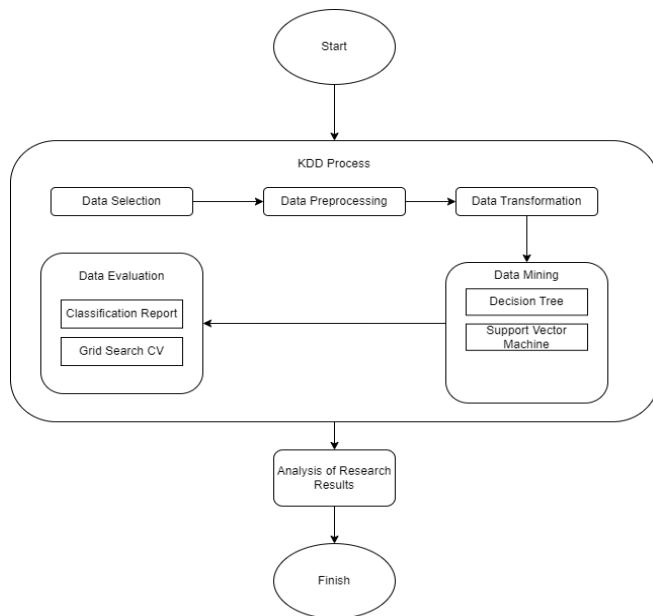 Start
KDD Process
Data Selection
Data Preprocessing
Data Transformation
Data Evaluation
Classification Report
Grid Search CV
Data Mining
Decision Tree
Support Vector
Machine
Analysis of Research
Results
Finish